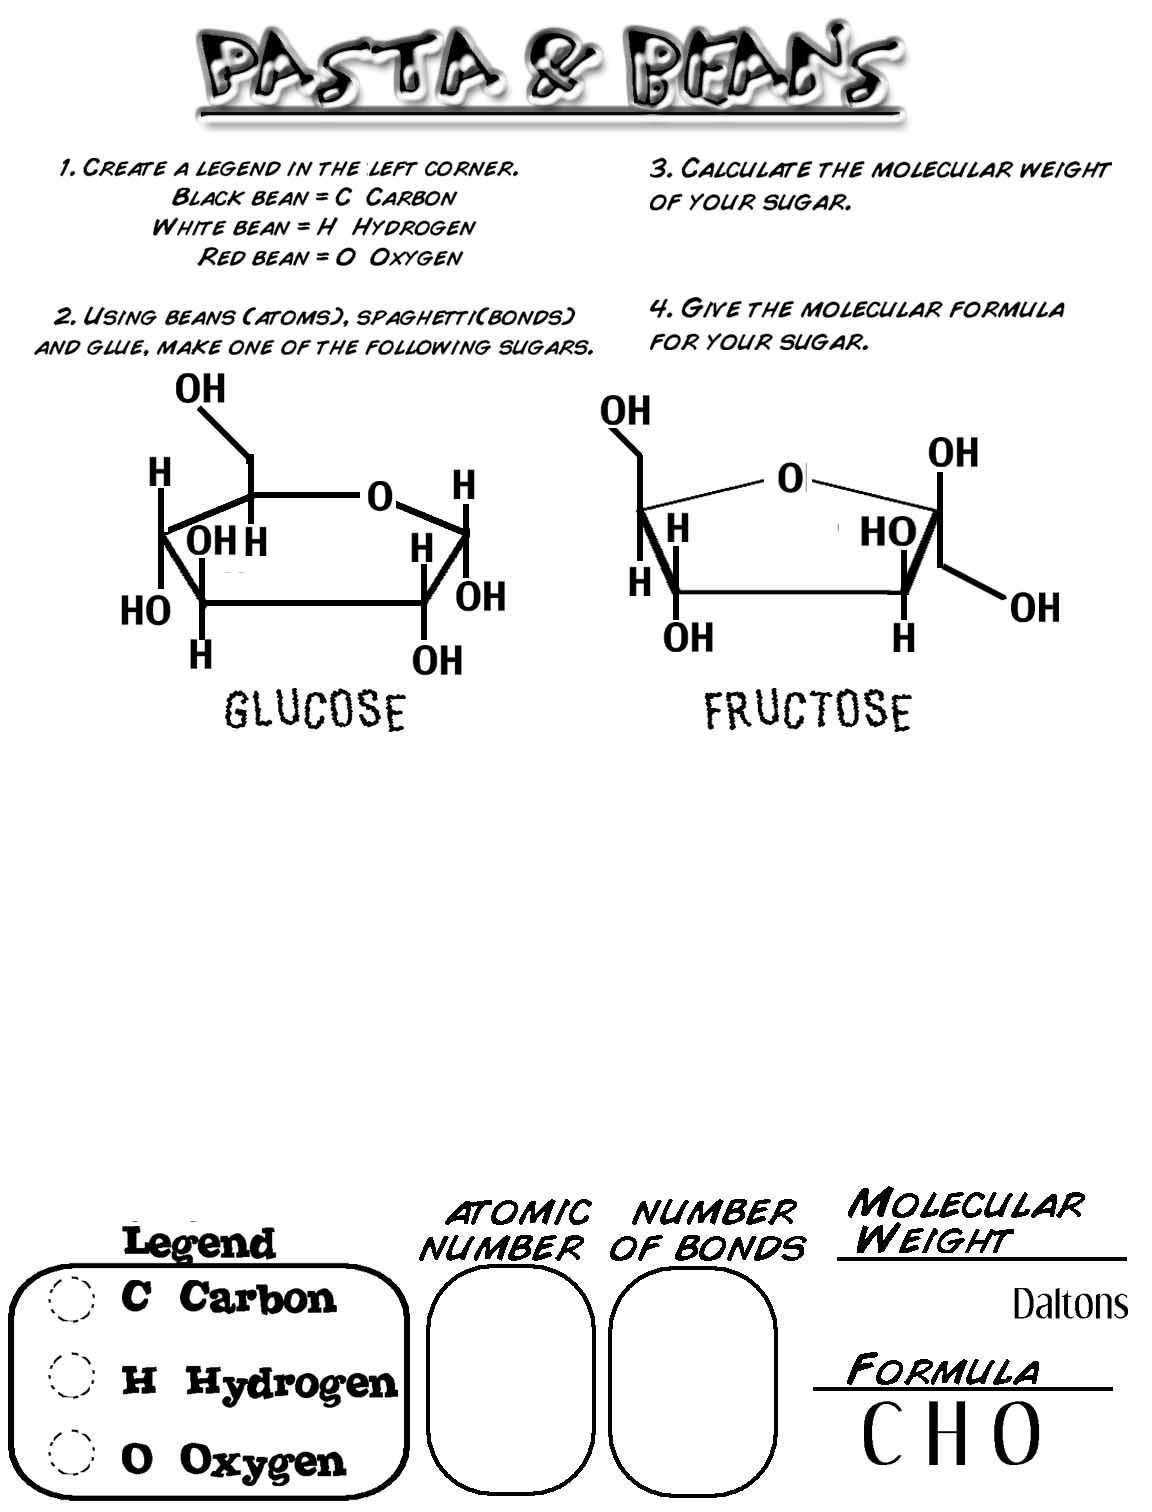 PASTA & BEANS
1. CREATE A LEGEND IN THE LEFT CORNER.
BLACK BEAN = C CARBON
WHITE BEAN = H HYDROGEN
RED BEAN = O OXYGEN
2. USING BEANS (ATOMS), SPAGHETTI(BONDS)
AND GLUE, MAKE ONE OF THE FOLLOWING SUGARS.
3. CALCULATE THE MOLECULAR WEIGHT
OF YOUR SUGAR.
4. GIVE THE MOLECULAR FORMULA
FOR YOUR SUGAR.
OH
H
O
H
OH H
H
HO
OH
H
OH
GLUCOSE
OH
OH
O
H
HO
H
OH
OH
H
FRUCTOSE
Legend
C Carbon
H Hydrogen
O Oxygen
ATOMIC
NUMBER
NUMBER
OF BONDS
MOLECULAR
WEIGHT
Daltons
FORMULA
C H O